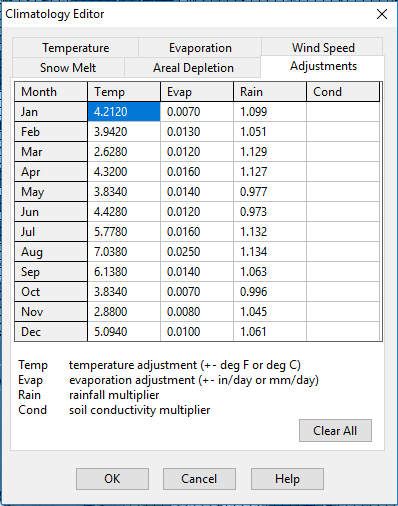 Climatology Editor
Temperature Evaporation Wind Speed
Snow Melt Areal Depletion Adjustments
Month Temp Evap Rain Cond
Jan 4.2120 0.0070 1.099
Feb 3.9420 0.0130 1.051
Mar 2.6280 0.0120 1.129
Apr 4.3200 0.0160 1.127
May 3.8340 0.0140 0.977
Jun 4.4280 0.0120 0.973
Jul 5.7780 0.0160 1.132
Aug 7.0380 0.0250 1.134
Sep 6.1380 0.0140 1.063
Oct 3.8340 0.0070 0.996
Nov 2.8800 0.0080 1.045
Dec 5.0940 0.0100 1.061
Temp temperature adjustment (+- deg F or deg C)
Evap evaporation adjustment (+- in/day or mm/day)
Rain rainfall multiplier
Cond soil conductivity multiplier
Clear All
OK Cancel Help